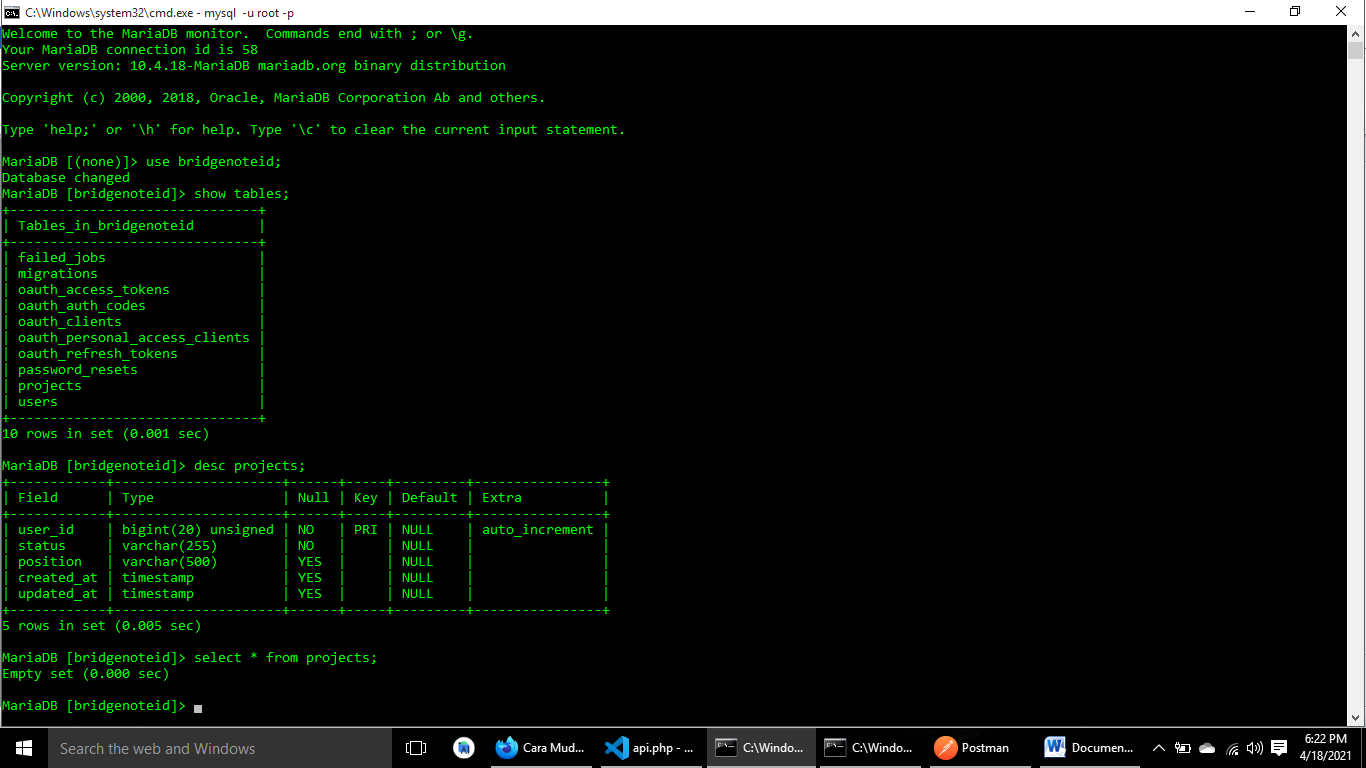 C:\Windows\system32\cmd.exe - mysql  -u root -p
Welcome to the MariaDB monitor.  Commands end with ; or \g.
Your MariaDB connection id is 58
Server version: 10.4.18-MariaDB mariadb.org binary distribution
Copyright (c) 2000, 2018, Oracle, MariaDB Corporation Ab and others.
Type 'help;' or '\h' for help. Type '\c' to clear the current input statement.
MariaDB [(none)]> use bridgenoteid;
Database changed
MariaDB [bridgenoteid]> show tables;
+-------------------------------+
| Tables_in_bridgenoteid        |
+-------------------------------+
| failed_jobs                   |
| migrations                    |
| oauth_access_tokens           |
| oauth_auth_codes              |
| oauth_clients                 |
| oauth_personal_access_clients |
| oauth_refresh_tokens          |
| password_resets               |
| projects                      |
| users                         |
+-------------------------------+
10 rows in set (0.001 sec)
MariaDB [bridgenoteid]> desc projects;
+------------+---------------------+------+-----+---------+----------------+
| Field      | Type                | Null | Key | Default | Extra          |
+------------+---------------------+------+-----+---------+----------------+
| user_id    | bigint(20) unsigned | NO   | PRI | NULL    | auto_increment |
| status     | varchar(255)        | NO   |     | NULL    |                |
| position   | varchar(500)        | YES  |     | NULL    |                |
| created_at | timestamp           | YES  |     | NULL    |                |
| updated_at | timestamp           | YES  |     | NULL    |                |
+------------+---------------------+------+-----+---------+----------------+
5 rows in set (0.005 sec)
MariaDB [bridgenoteid]> select * from projects;
Empty set (0.000 sec)
MariaDB [bridgenoteid]>
Search the web and Windows
Cara Mud...
api.php - ...
C:\Windo...
C:\Windo...
Postman
Documen...
6:22 PM
4/18/2021